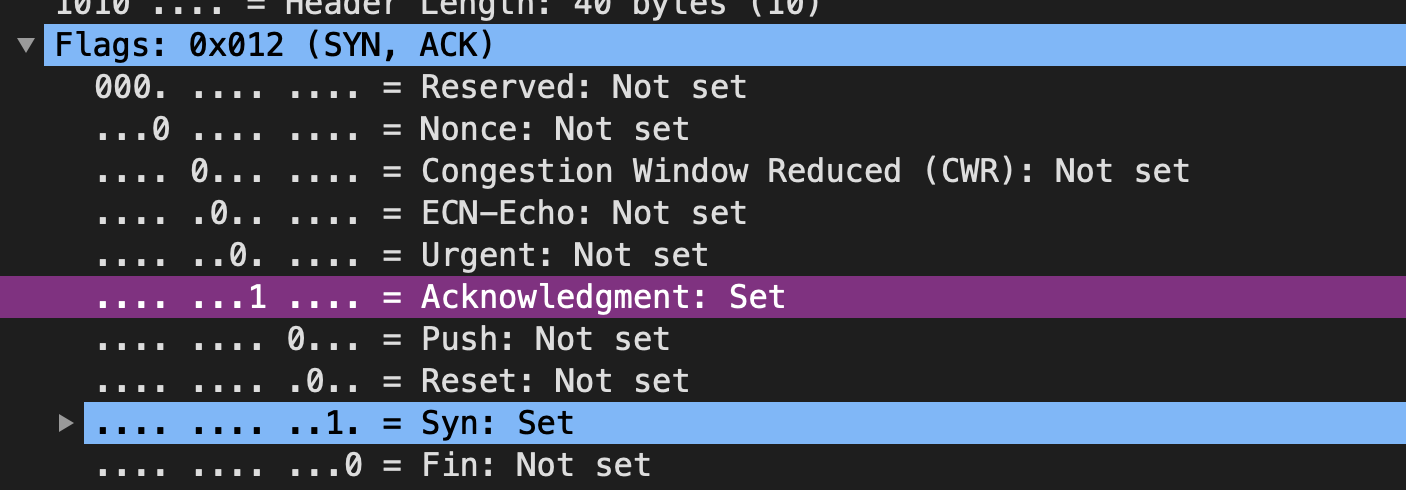 1010 .... = Header Length: 40 bytes (10)
Flags: 0x012 (SYN, ACK)
000. .... .... = Reserved: Not set
...0 .... .... = Nonce: Not set
.... 0... .... = Congestion Window Reduced (CWR): Not set
.... .0.. .... = ECN-Echo: Not set
.... ..0. .... = Urgent: Not set
.... ...1 .... = Acknowledgment: Set
.... .... 0... = Push: Not set
.... .... .0.. = Reset: Not set
.... .... ..1. = Syn: Set
.... .... ...0 = Fin: Not set